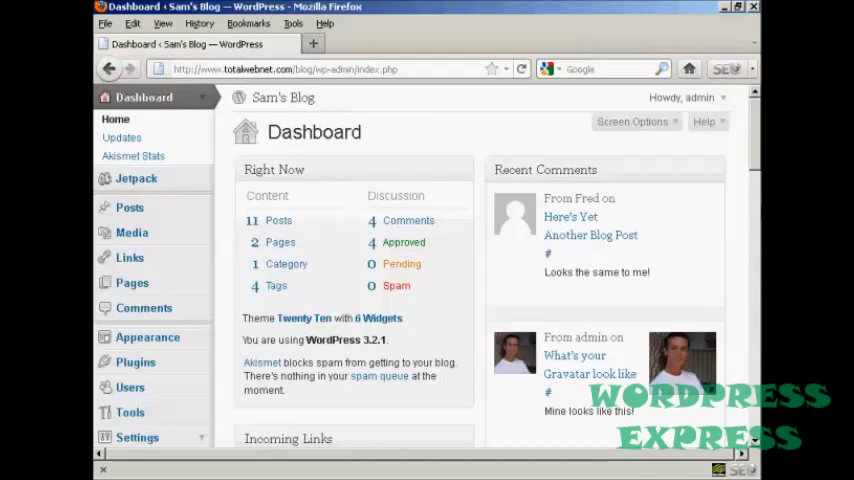 Dashboard ‹ Sam's Blog — WordPress - Mozilla Firefox
File Edit View History Bookmarks Tools Help
Dashboard ‹ Sam's Blog — WordPress +
http://www.totalwebnet.com/blog/wp-admin/index.php Google SEO
Dashboard
Home
Updates
Akismet Stats
Jetpack
Posts
Media
Links
Pages
Comments
Appearance
Plugins
Users
Tools
Settings
Sam's Blog
Howdy, admin
Screen Options Help
Dashboard
Right Now
Content Discussion
11 Posts 4 Comments
2 Pages 4 Approved
1 Category 0 Pending
4 Tags 0 Spam
Theme Twenty Ten with 6 Widgets
You are using WordPress 3.2.1.
Akismet blocks spam from getting to your blog.
There's nothing in your spam queue at the
moment.
Incoming Links
Recent Comments
From Fred on
Here's Yet
Another Blog Post
#
Looks the same to me!
From admin on
What's your
Gravatar look like
#
Mine looks like this!
WORDPRESS
EXPRESS
SEO